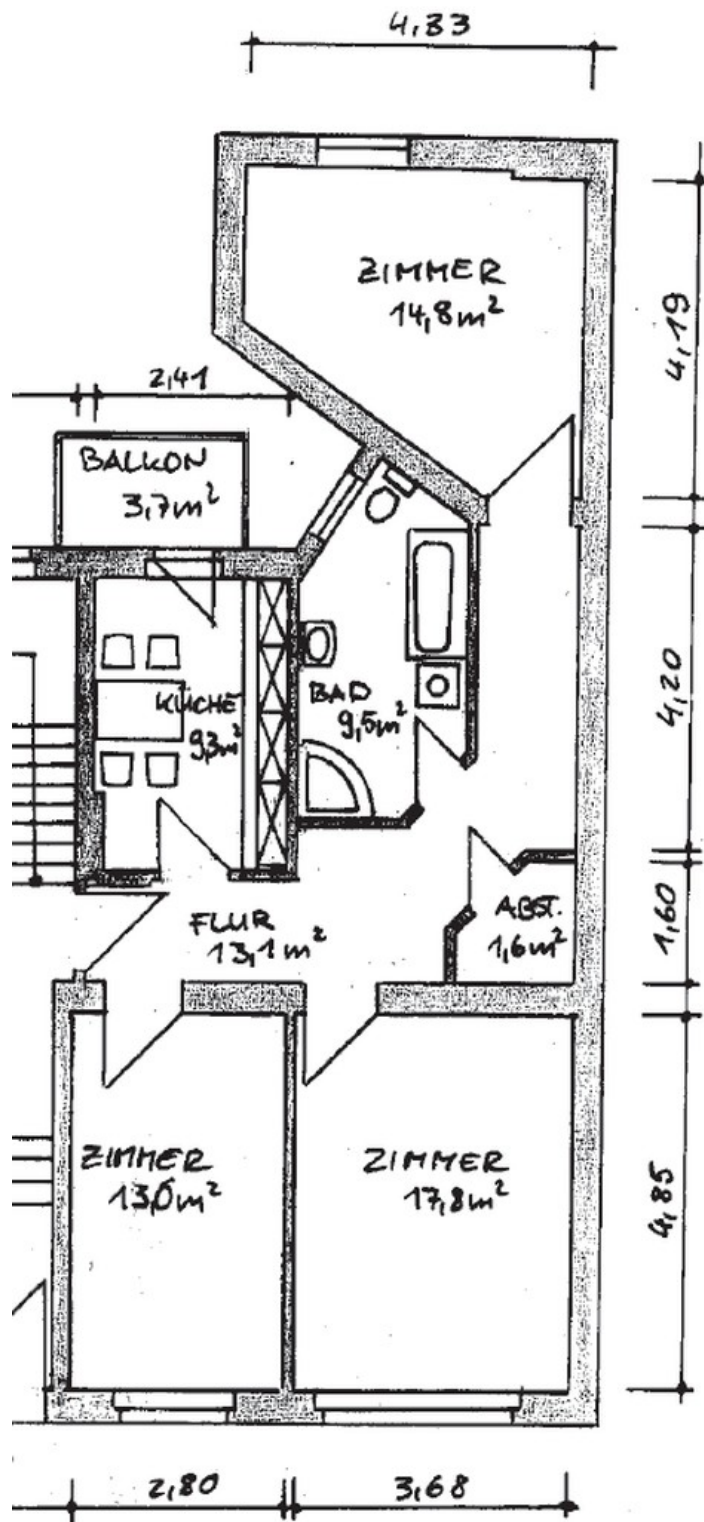 4,33
ZIMMER
14,8m²
4,19
2,41
BALKON
3,7m²
KÜCHE
9,3m²
BAD
9,5m²
4,20
FLUR
13,1m²
ABST.
1,6m²
1,60
ZIMMER
13,0m²
ZIMMER
17,8m²
4,85
2,80
3,68